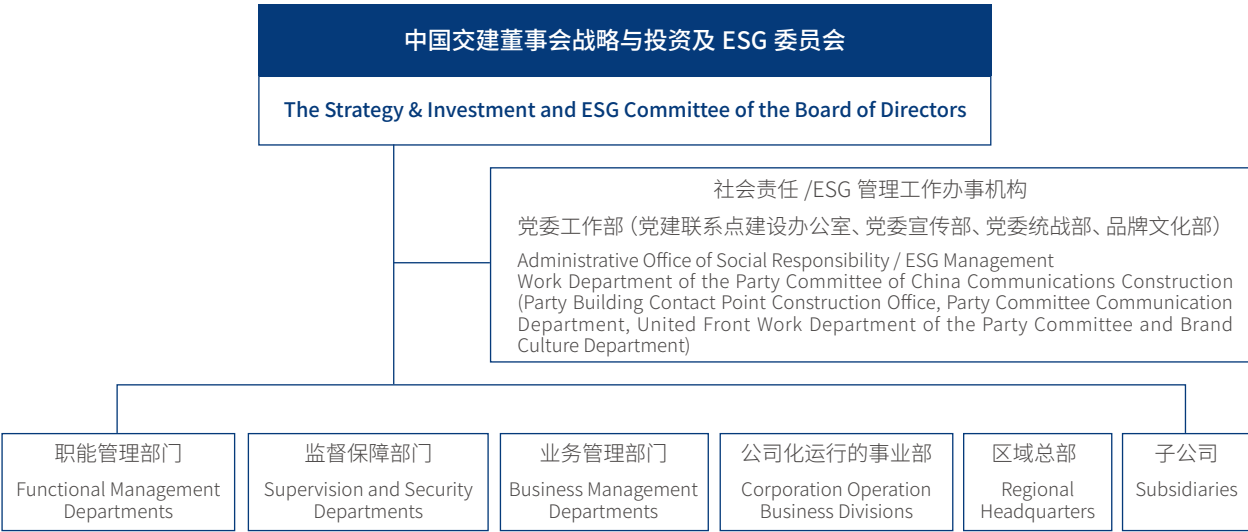 中国交建董事会战略与投资及 ESG 委员会
The Strategy & Investment and ESG Committee of the Board of Directors
社会责任 /ESG 管理工作办事机构
党委工作部（党建联系点建设办公室、党委宣传部、党委统战部、品牌文化部）
Administrative Office of Social Responsibility / ESG Management
Work Department of the Party Committee of China Communications Construction
(Party Building Contact Point Construction Office, Party Committee Communication
Department, United Front Work Department of the Party Committee and Brand
Culture Department)
职能管理部门
Functional Management
Departments
监督保障部门
Supervision and Security
Departments
业务管理部门
Business Management
Departments
公司化运行的事业部
Corporation Operation
Business Divisions
区域总部
Regional
Headquarters
子公司
Subsidiaries